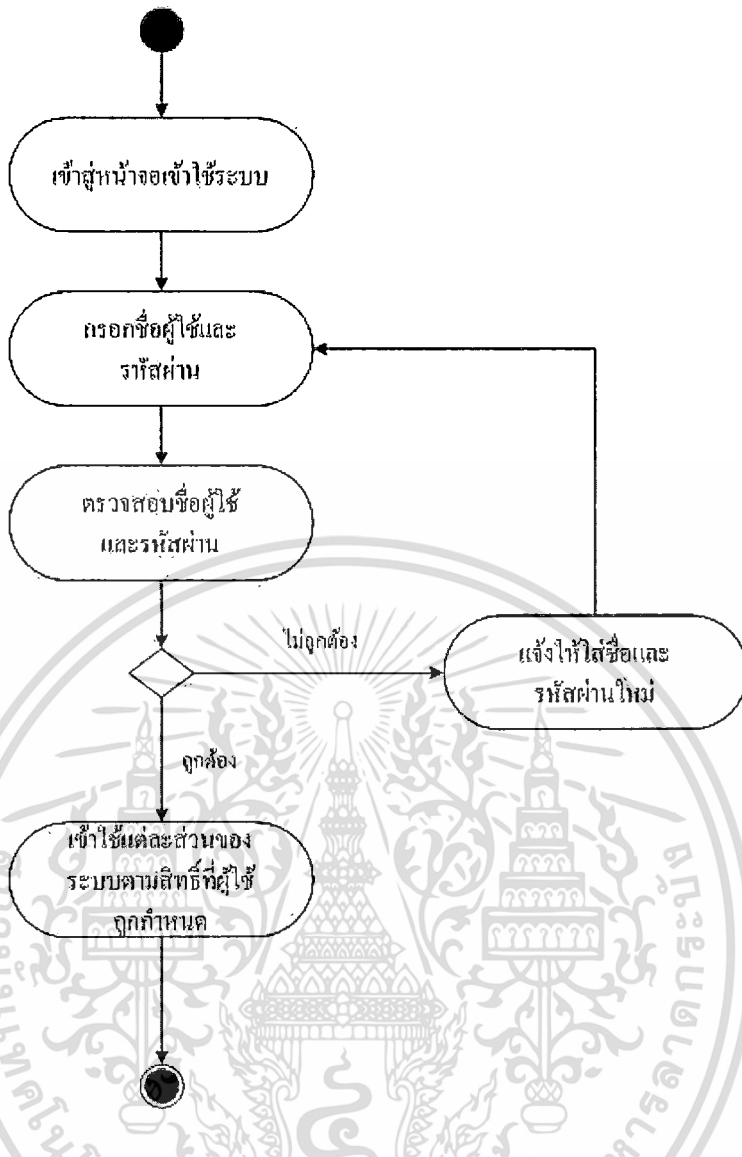 เข้าสู่หน้าจอเข้าใช้ระบบ
กรอกชื่อผู้ใช้และ
รหัสผ่าน
ตรวจสอบชื่อผู้ใช้
และรหัสผ่าน
ไม่ถูกต้อง
แจ้งให้ใส่ชื่อและ
รหัสผ่านใหม่
ถูกต้อง
เข้าใช้แต่ละส่วนของ
ระบบตามสิทธิ์ที่ผู้ใช้
ถูกกำหนด